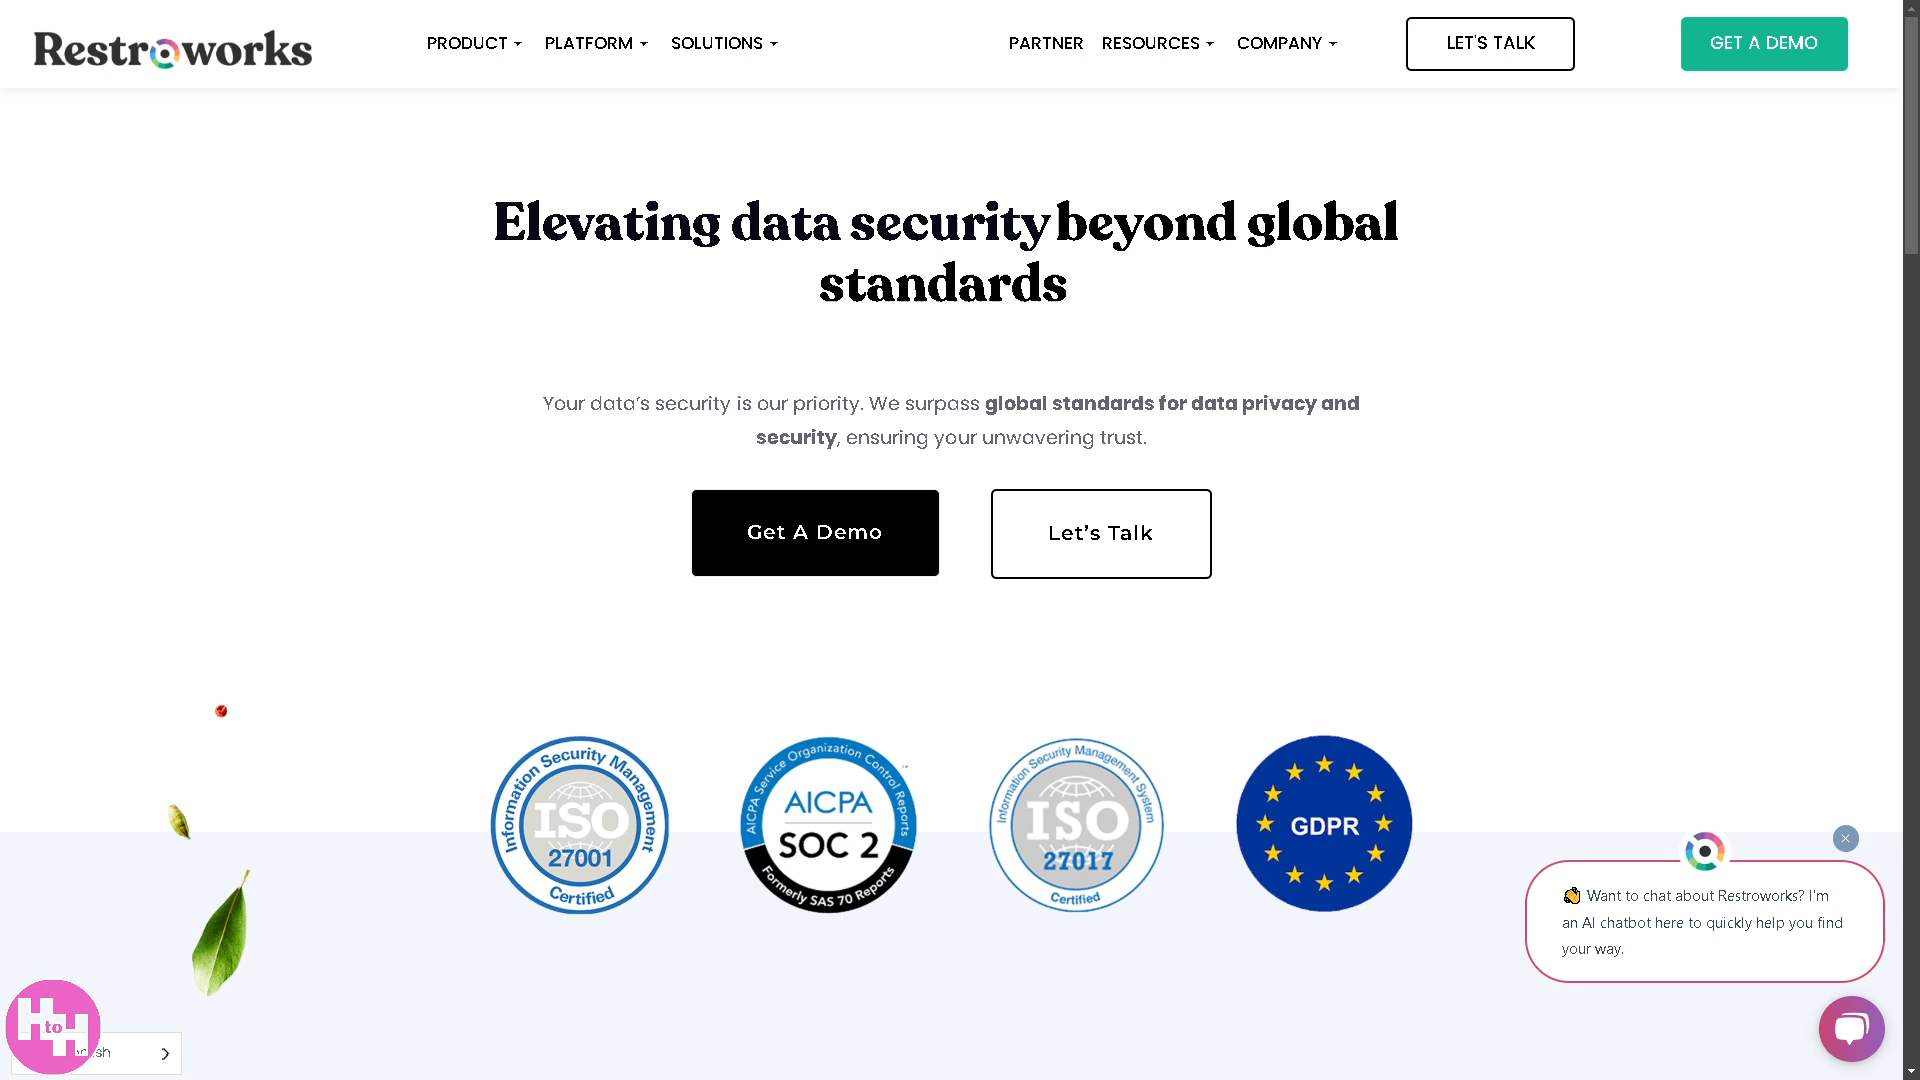 Restroworks
PRODUCT
PLATFORM
SOLUTIONS
PARTNER
RESOURCES
COMPANY
LET'S TALK
GET A DEMO
Elevating data security beyond global
standards
Your data’s security is our priority. We surpass global standards for data privacy and
security, ensuring your unwavering trust.
Get A Demo
Let’s Talk
Information Security Management
ISO
27001
Certified
AICPA Service Organization Control Reports
AICPA
SOC 2
Formerly SAS 70 Reports
Information Security Management System
ISO
27017
Certified
GDPR
👋 Want to chat about Restroworks? I'm
an AI chatbot here to quickly help you find
your way.
H to H